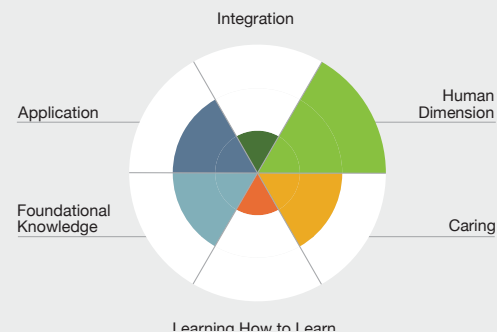 Integration
Application
Human
Dimension
Foundational
Knowledge
Caring
Learning How to Learn